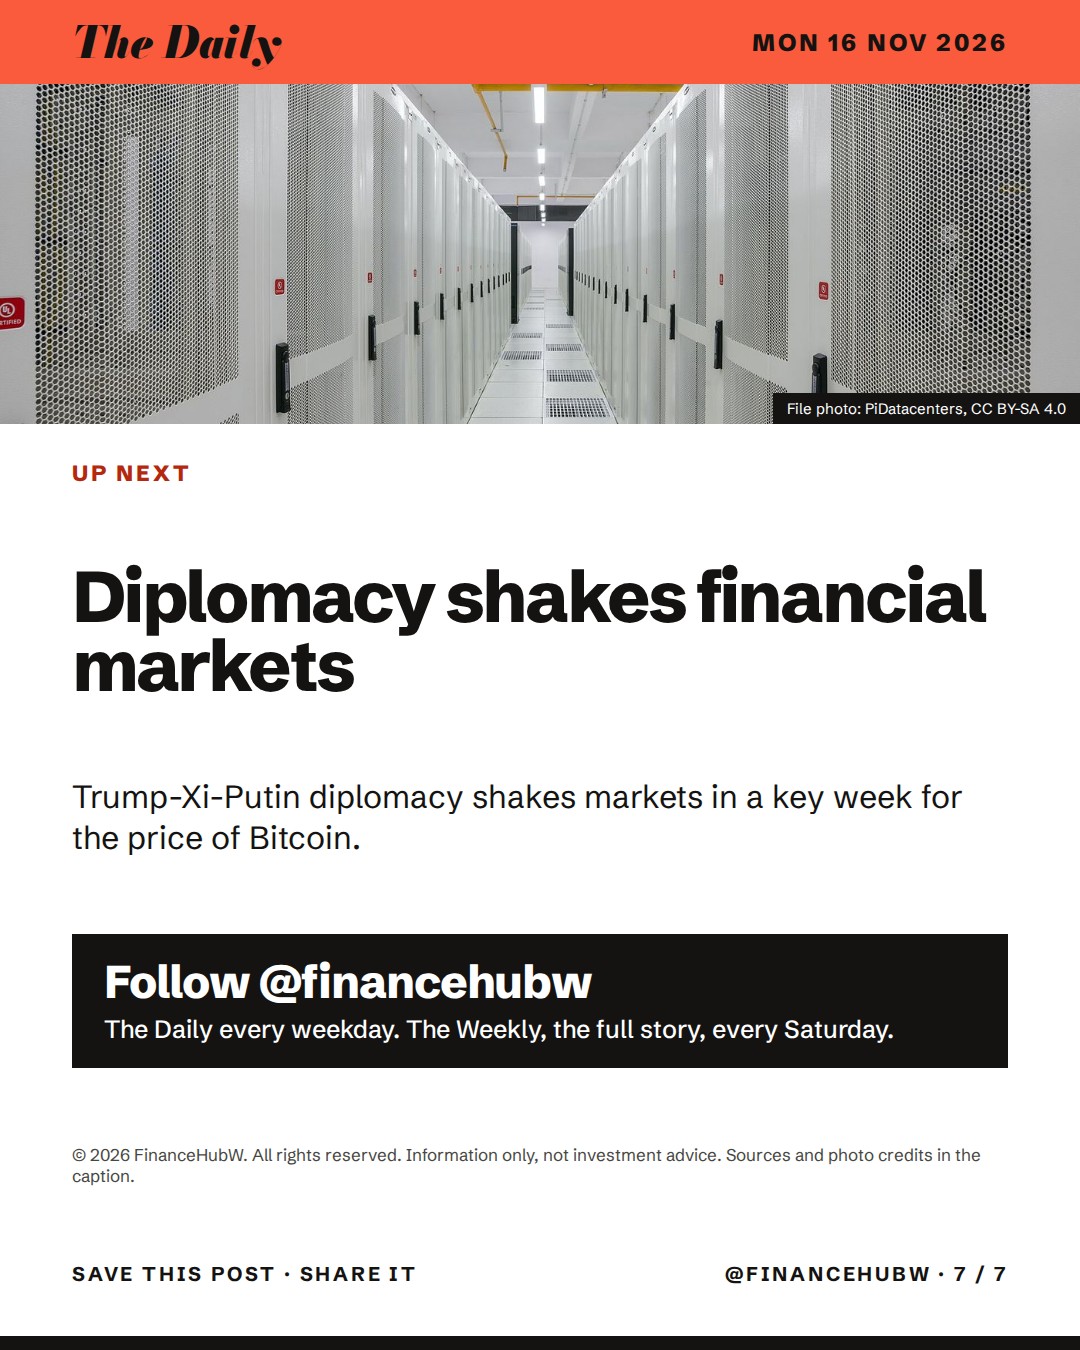 The Daily
MON 16 NOV 2026
File photo: PiDatacenters, CC BY-SA 4.0
UP NEXT
Diplomacy shakes financial
markets
Trump-Xi-Putin diplomacy shakes markets in a key week for
the price of Bitcoin.
Follow @financehubw
The Daily every weekday. The Weekly, the full story, every Saturday.
© 2026 FinanceHubW. All rights reserved. Information only, not investment advice. Sources and photo credits in the
caption.
SAVE THIS POST · SHARE IT
@FINANCEHUBW · 7 / 7